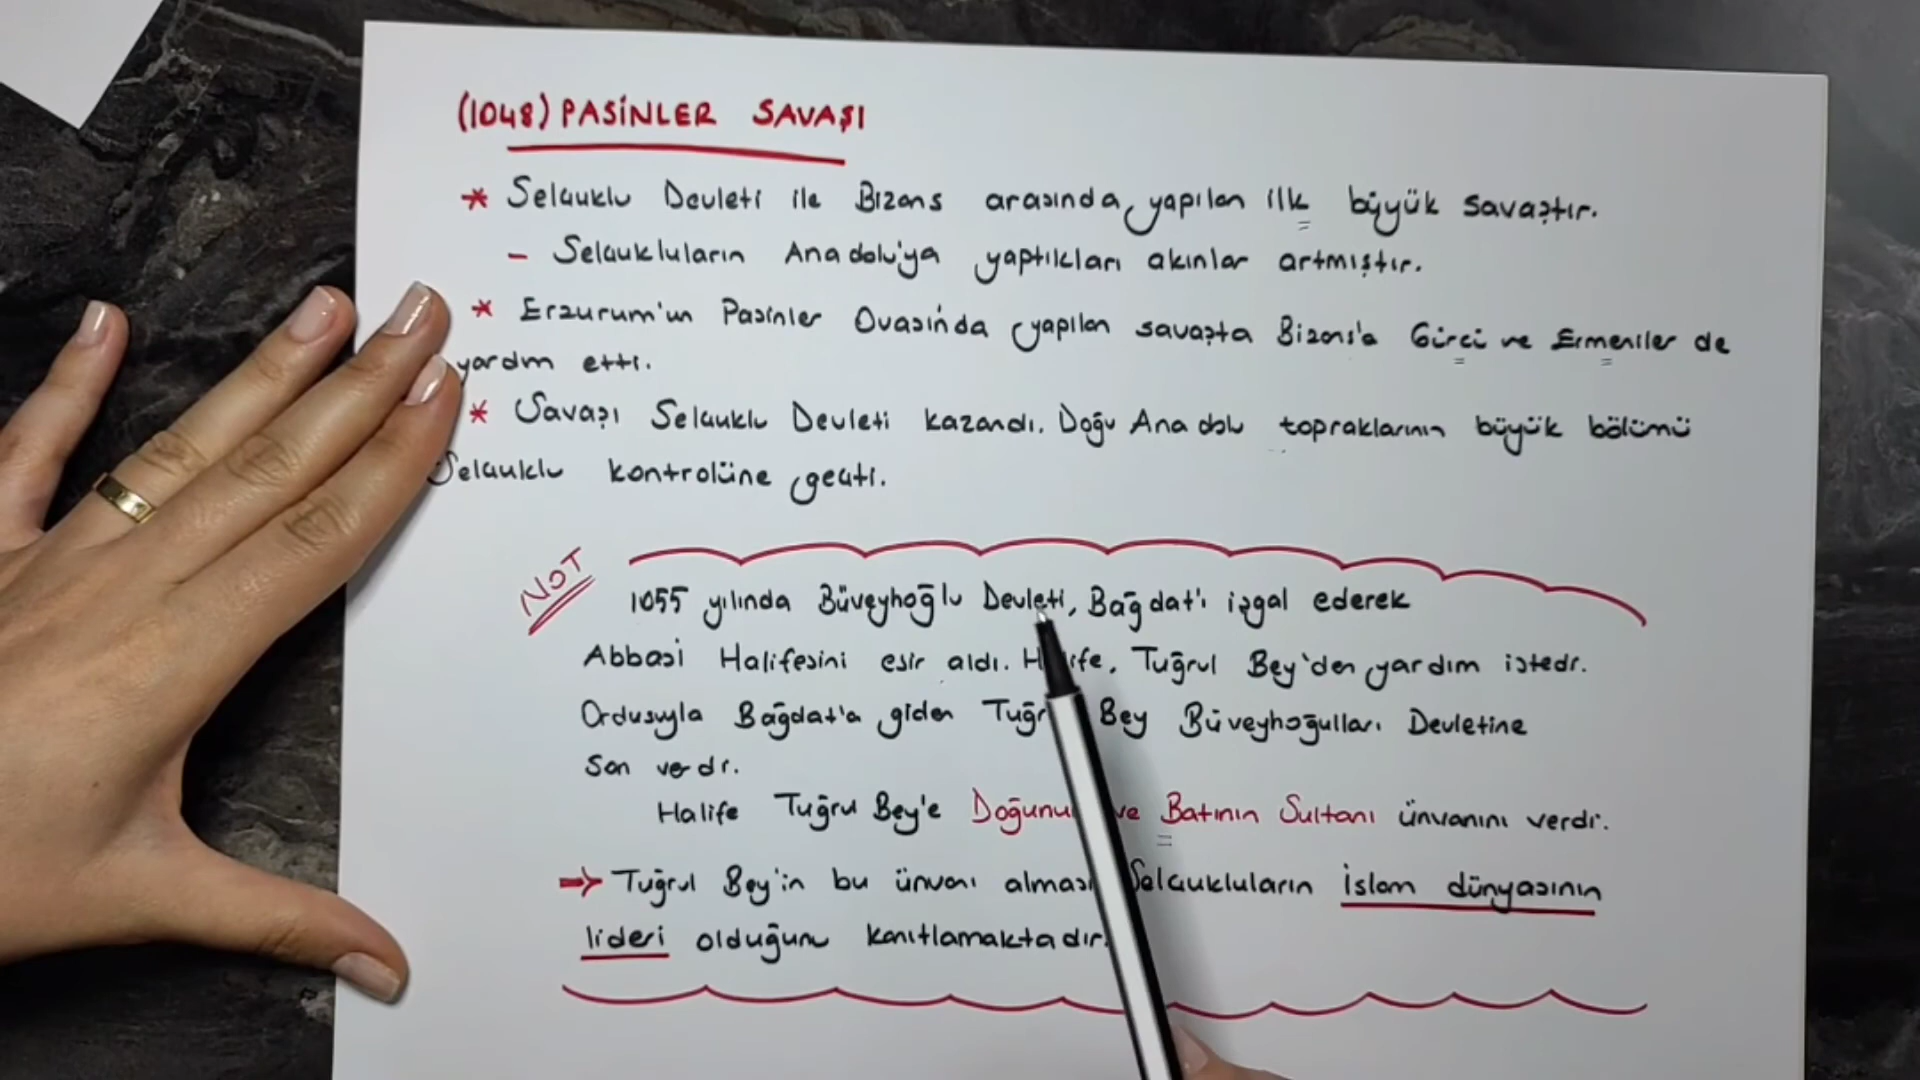 (1048) PASİNLER SAVAŞI
* Selçuklu Devleti ile Bizans arasında yapılan ilk büyük savaştır.
- Selçukluların Anadolu'ya yaptıkları akınlar artmıştır.
* Erzurum'un Pasinler Ovasında yapılan savaşta Bizans'a Gürcü ve Ermeniler de
yardım etti.
* Savaşı Selçuklu Devleti kazandı. Doğu Anadolu topraklarının büyük bölümü
Selçuklu kontrolüne geçti.
NOT
1055 yılında Büveyhoğlu Devleti, Bağdat'ı işgal ederek
Abbasi Halifesini esir aldı. Halife, Tuğrul Bey'den yardım istedi.
Ordusuyla Bağdat'a giden Tuğrul Bey Büveyhoğulları Devletine
son verdi.
Halife Tuğrul Bey'e Doğunun ve Batının Sultanı ünvanını verdi.
→ Tuğrul Bey'in bu ünvanı alması Selçukluların İslam dünyasının
lideri olduğunu kanıtlamaktadır.